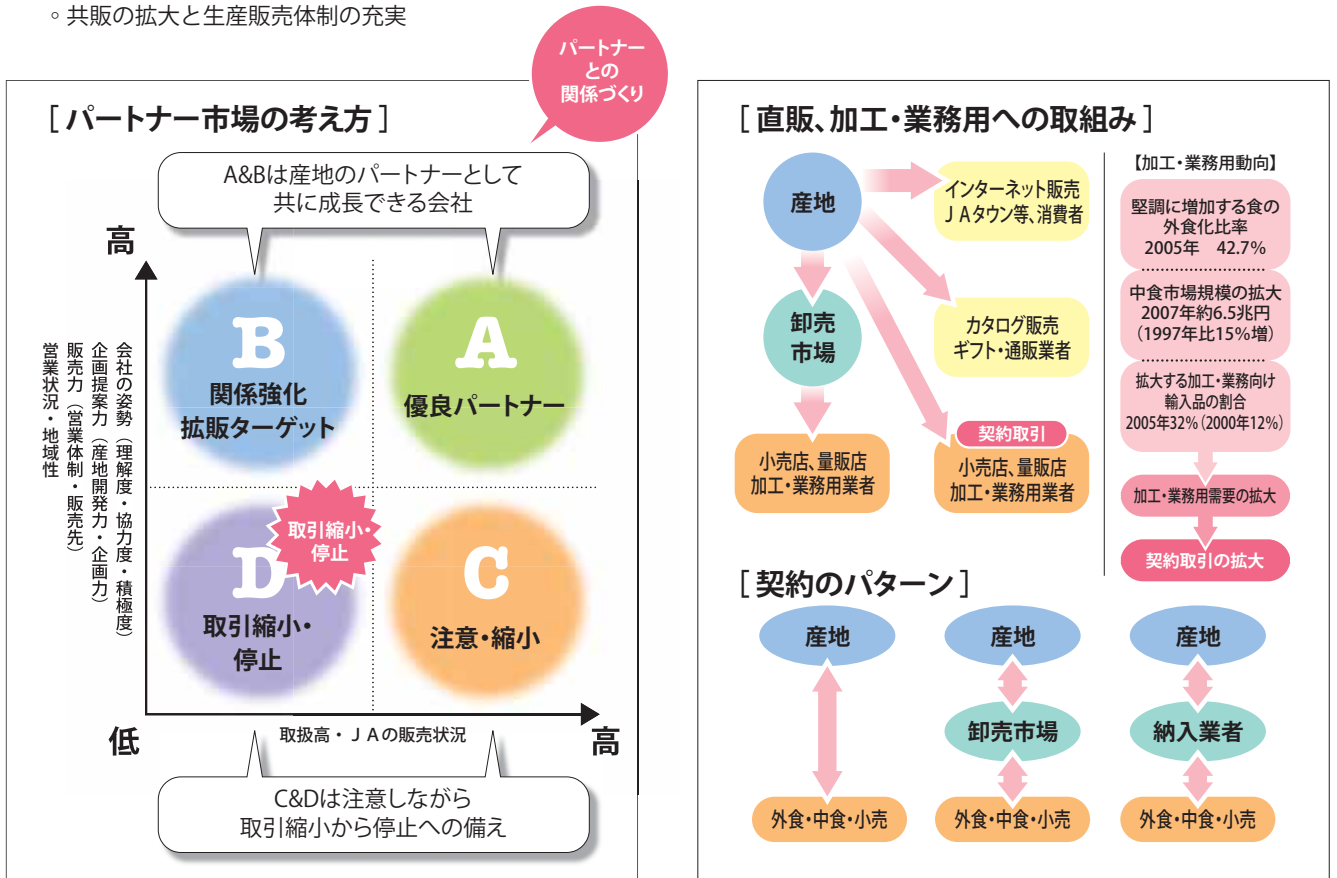 。共販の拡大と生産販売体制の充実
パートナー
との
関係づくり
[ パートナー市場の考え方 ]
A&Bは産地のパートナーとして
共に成長できる会社
高
B
関係強化
拡販ターゲット
A
優良パートナー
会社の姿勢（理解度・協力度・積極度）
企画提案力（産地開発力・企画力）
販売力（営業体制・販売先）
営業状況・地域性
D
取引縮小・
停止
取引縮小・
停止
C
注意・縮小
低
取扱高・ＪＡの販売状況
高
C&Dは注意しながら
取引縮小から停止への備え
[ 直販、加工・業務用への取組み ]
産地
インターネット販売
ＪＡタウン等、消費者
卸売
市場
カタログ販売
ギフト・通販業者
小売店、量販店
加工・業務用業者
契約取引
小売店、量販店
加工・業務用業者
【加工・業務用動向】
堅調に増加する食の
外食化比率
2005年　42.7%
中食市場規模の拡大
2007年約6.5兆円
（1997年比15%増）
拡大する加工・業務向け
輸入品の割合
2005年32%（2000年12%）
加工・業務用需要の拡大
契約取引の拡大
[ 契約のパターン ]
産地
外食・中食・小売
産地
卸売市場
外食・中食・小売
産地
納入業者
外食・中食・小売